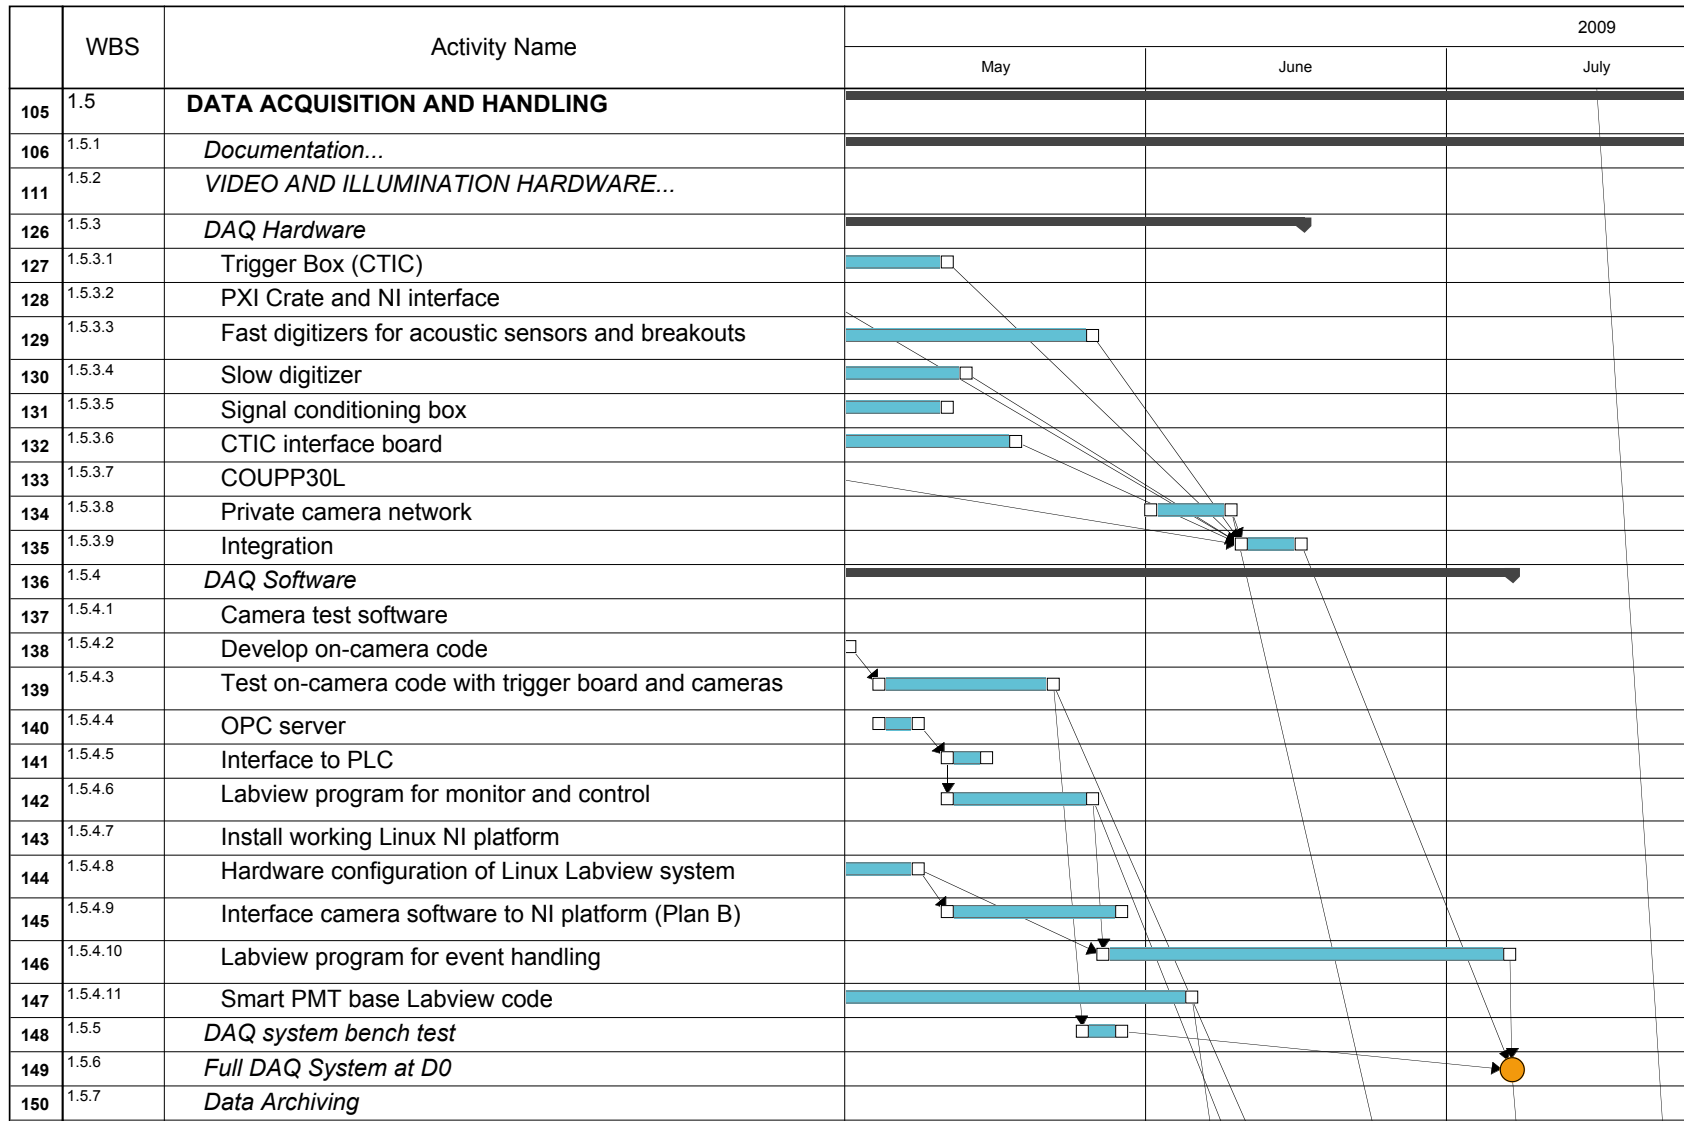 WBS Activity Name 2009
May June July
105 1.5 DATA ACQUISITION AND HANDLING
106 1.5.1 Documentation...
111 1.5.2 VIDEO AND ILLUMINATION HARDWARE...
126 1.5.3 DAQ Hardware
127 1.5.3.1 Trigger Box (CTIC)
128 1.5.3.2 PXI Crate and NI interface
129 1.5.3.3 Fast digitizers for acoustic sensors and breakouts
130 1.5.3.4 Slow digitizer
131 1.5.3.5 Signal conditioning box
132 1.5.3.6 CTIC interface board
133 1.5.3.7 COUPP30L
134 1.5.3.8 Private camera network
135 1.5.3.9 Integration
136 1.5.4 DAQ Software
137 1.5.4.1 Camera test software
138 1.5.4.2 Develop on-camera code
139 1.5.4.3 Test on-camera code with trigger board and cameras
140 1.5.4.4 OPC server
141 1.5.4.5 Interface to PLC
142 1.5.4.6 Labview program for monitor and control
143 1.5.4.7 Install working Linux NI platform
144 1.5.4.8 Hardware configuration of Linux Labview system
145 1.5.4.9 Interface camera software to NI platform (Plan B)
146 1.5.4.10 Labview program for event handling
147 1.5.4.11 Smart PMT base Labview code
148 1.5.5 DAQ system bench test
149 1.5.6 Full DAQ System at D0
150 1.5.7 Data Archiving